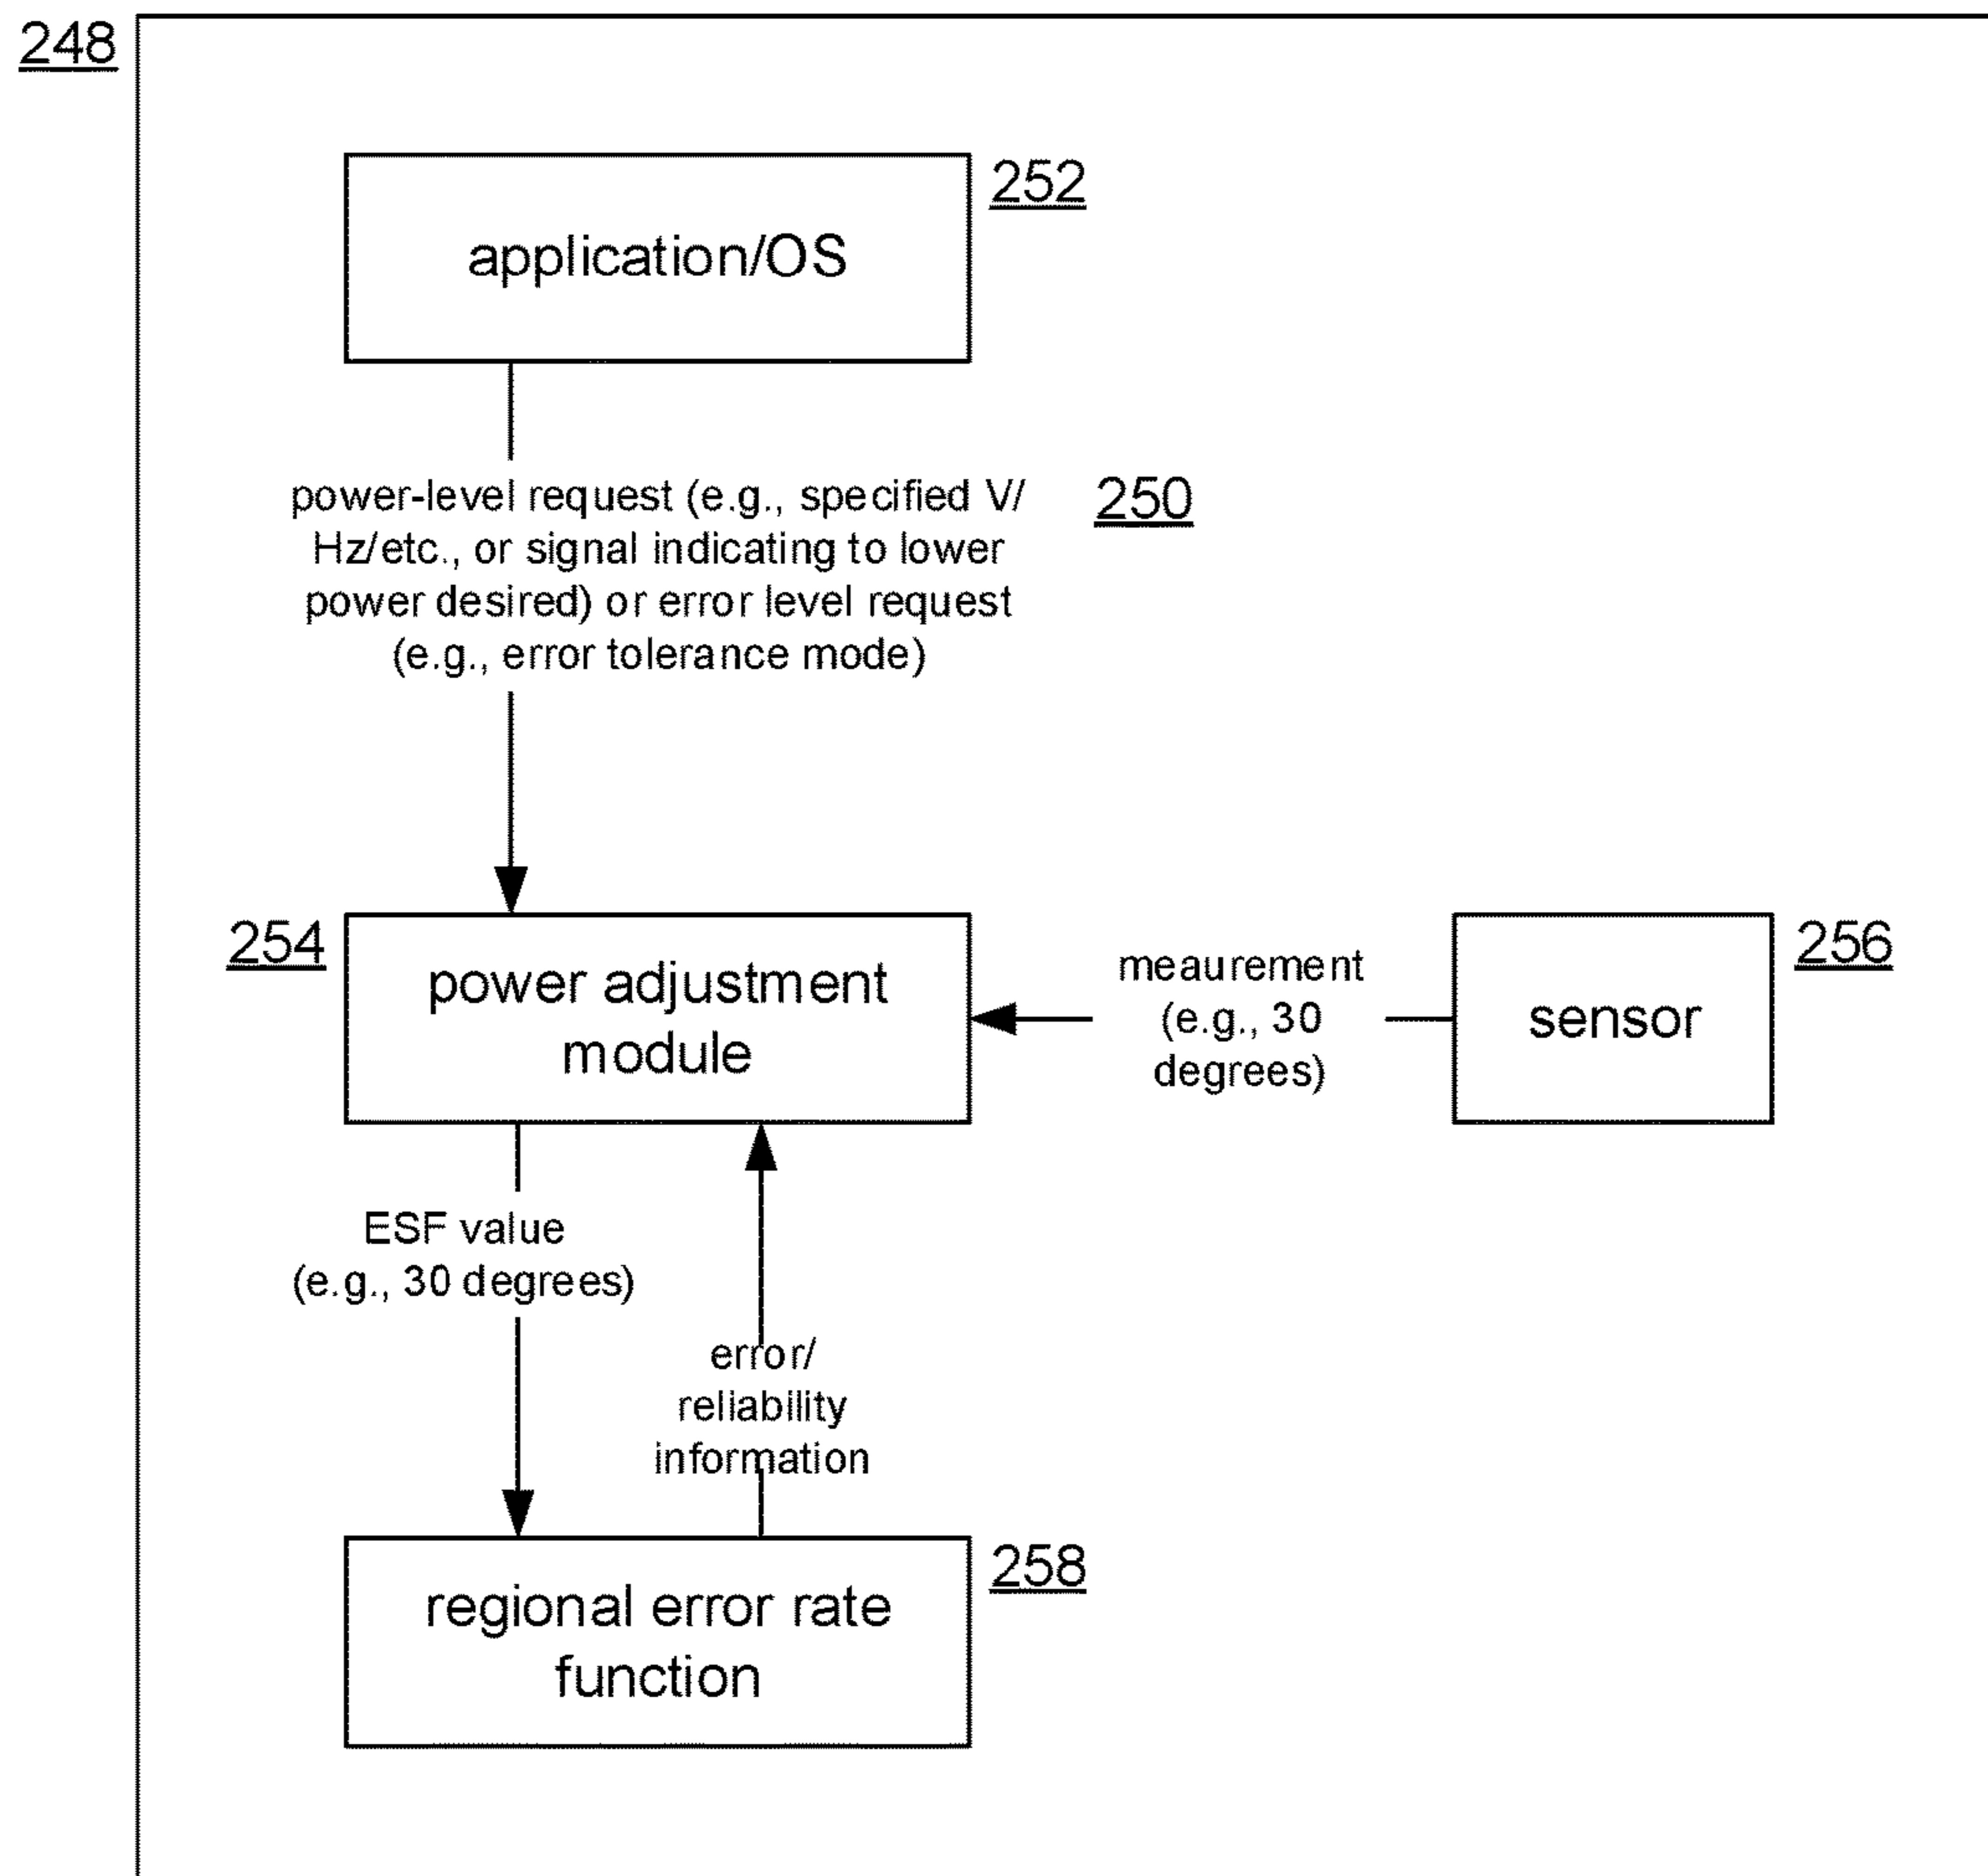 248
252
application/OS
power-level request (e.g., specified V/
Hz/etc., or signal indicating to lower
power desired) or error level request
(e.g., error tolerance mode)
250
254
power adjustment
module
meaurement
(e.g., 30
degrees)
256
sensor
ESF value
(e.g., 30 degrees)
error/
reliability
information
258
regional error rate
function